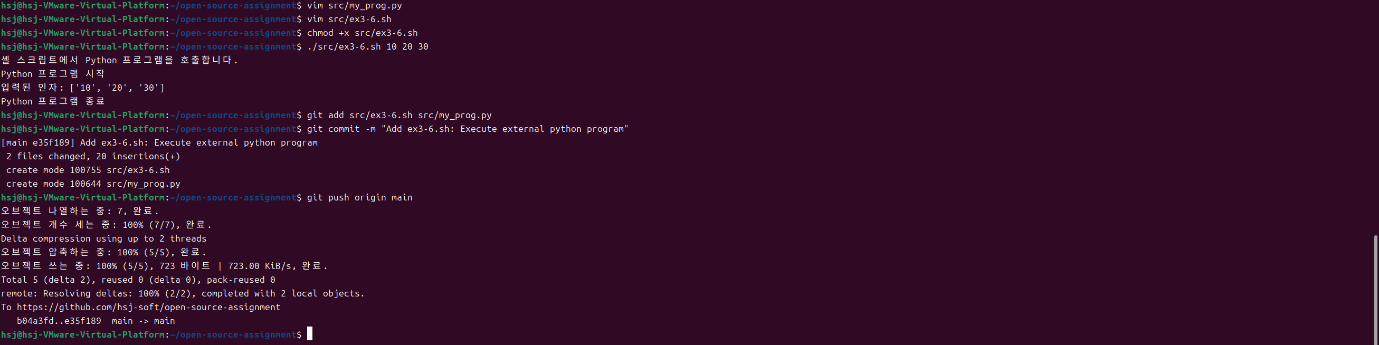 hsj@hsj-VMware-Virtual-Platform:~/open-source-assignment$ vim src/my_prog.py
hsj@hsj-VMware-Virtual-Platform:~/open-source-assignment$ vim src/ex3-6.sh
hsj@hsj-VMware-Virtual-Platform:~/open-source-assignment$ chmod +x src/ex3-6.sh
hsj@hsj-VMware-Virtual-Platform:~/open-source-assignment$ ./src/ex3-6.sh 10 20 30
셸 스크립트에서 Python 프로그램을 호출합니다.
Python 프로그램 시작
입력된 인자: ['10', '20', '30']
Python 프로그램 종료
hsj@hsj-VMware-Virtual-Platform:~/open-source-assignment$ git add src/ex3-6.sh src/my_prog.py
hsj@hsj-VMware-Virtual-Platform:~/open-source-assignment$ git commit -m "Add ex3-6.sh: Execute external python program"
[main e35f189] Add ex3-6.sh: Execute external python program
 2 files changed, 20 insertions(+)
 create mode 100755 src/ex3-6.sh
 create mode 100644 src/my_prog.py
hsj@hsj-VMware-Virtual-Platform:~/open-source-assignment$ git push origin main
오브젝트 나열하는 중: 7, 완료.
오브젝트 개수 세는 중: 100% (7/7), 완료.
Delta compression using up to 2 threads
오브젝트 압축하는 중: 100% (5/5), 완료.
오브젝트 쓰는 중: 100% (5/5), 723 바이트 | 723.00 KiB/s, 완료.
Total 5 (delta 2), reused 0 (delta 0), pack-reused 0
remote: Resolving deltas: 100% (2/2), completed with 2 local objects.
To https://github.com/hsj-soft/open-source-assignment
   b04a3fd..e35f189  main -> main
hsj@hsj-VMware-Virtual-Platform:~/open-source-assignment$